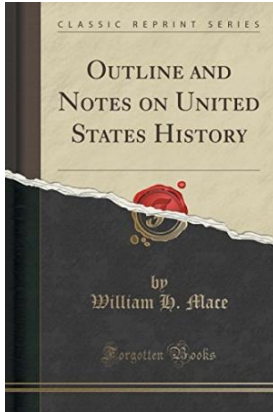 CLASSIC REPRINT SERIES
OUTLINE AND
NOTES ON UNITED
STATES HISTORY
by
William H. Mace
Forgotten Books